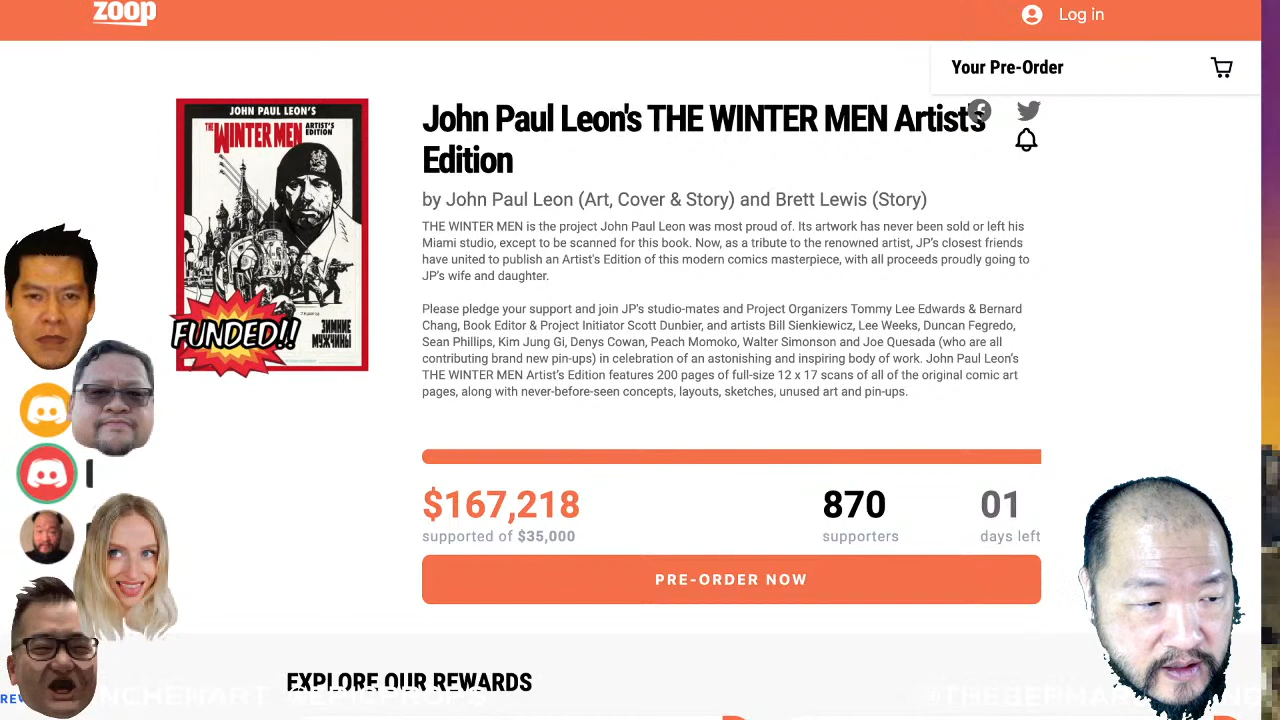 zoop
Log in
Your Pre-Order
JOHN PAUL LEON'S
THE WINTER MEN
ARTIST'S
EDITION
FUNDED!!
ЗИМНИЕ
МУЖЧИНЫ
John Paul Leon's THE WINTER MEN Artist's
Edition
by John Paul Leon (Art, Cover & Story) and Brett Lewis (Story)
THE WINTER MEN is the project John Paul Leon was most proud of. Its artwork has never been sold or left his
Miami studio, except to be scanned for this book. Now, as a tribute to the renowned artist, JP's closest friends
have united to publish an Artist's Edition of this modern comics masterpiece, with all proceeds proudly going to
JP's wife and daughter.
Please pledge your support and join JP's studio-mates and Project Organizers Tommy Lee Edwards & Bernard
Chang, Book Editor & Project Initiator Scott Dunbier, and artists Bill Sienkiewicz, Lee Weeks, Duncan Fegredo,
Sean Phillips, Kim Jung Gi, Denys Cowan, Peach Momoko, Walter Simonson and Joe Quesada (who are all
contributing brand new pin-ups) in celebration of an astonishing and inspiring body of work. John Paul Leon's
THE WINTER MEN Artist's Edition features 200 pages of full-size 12 x 17 scans of all of the original comic art
pages, along with never-before-seen concepts, layouts, sketches, unused art and pin-ups.
$167,218
supported of $35,000
870
supporters
01
days left
PRE-ORDER NOW
EXPLORE OUR REWARDS